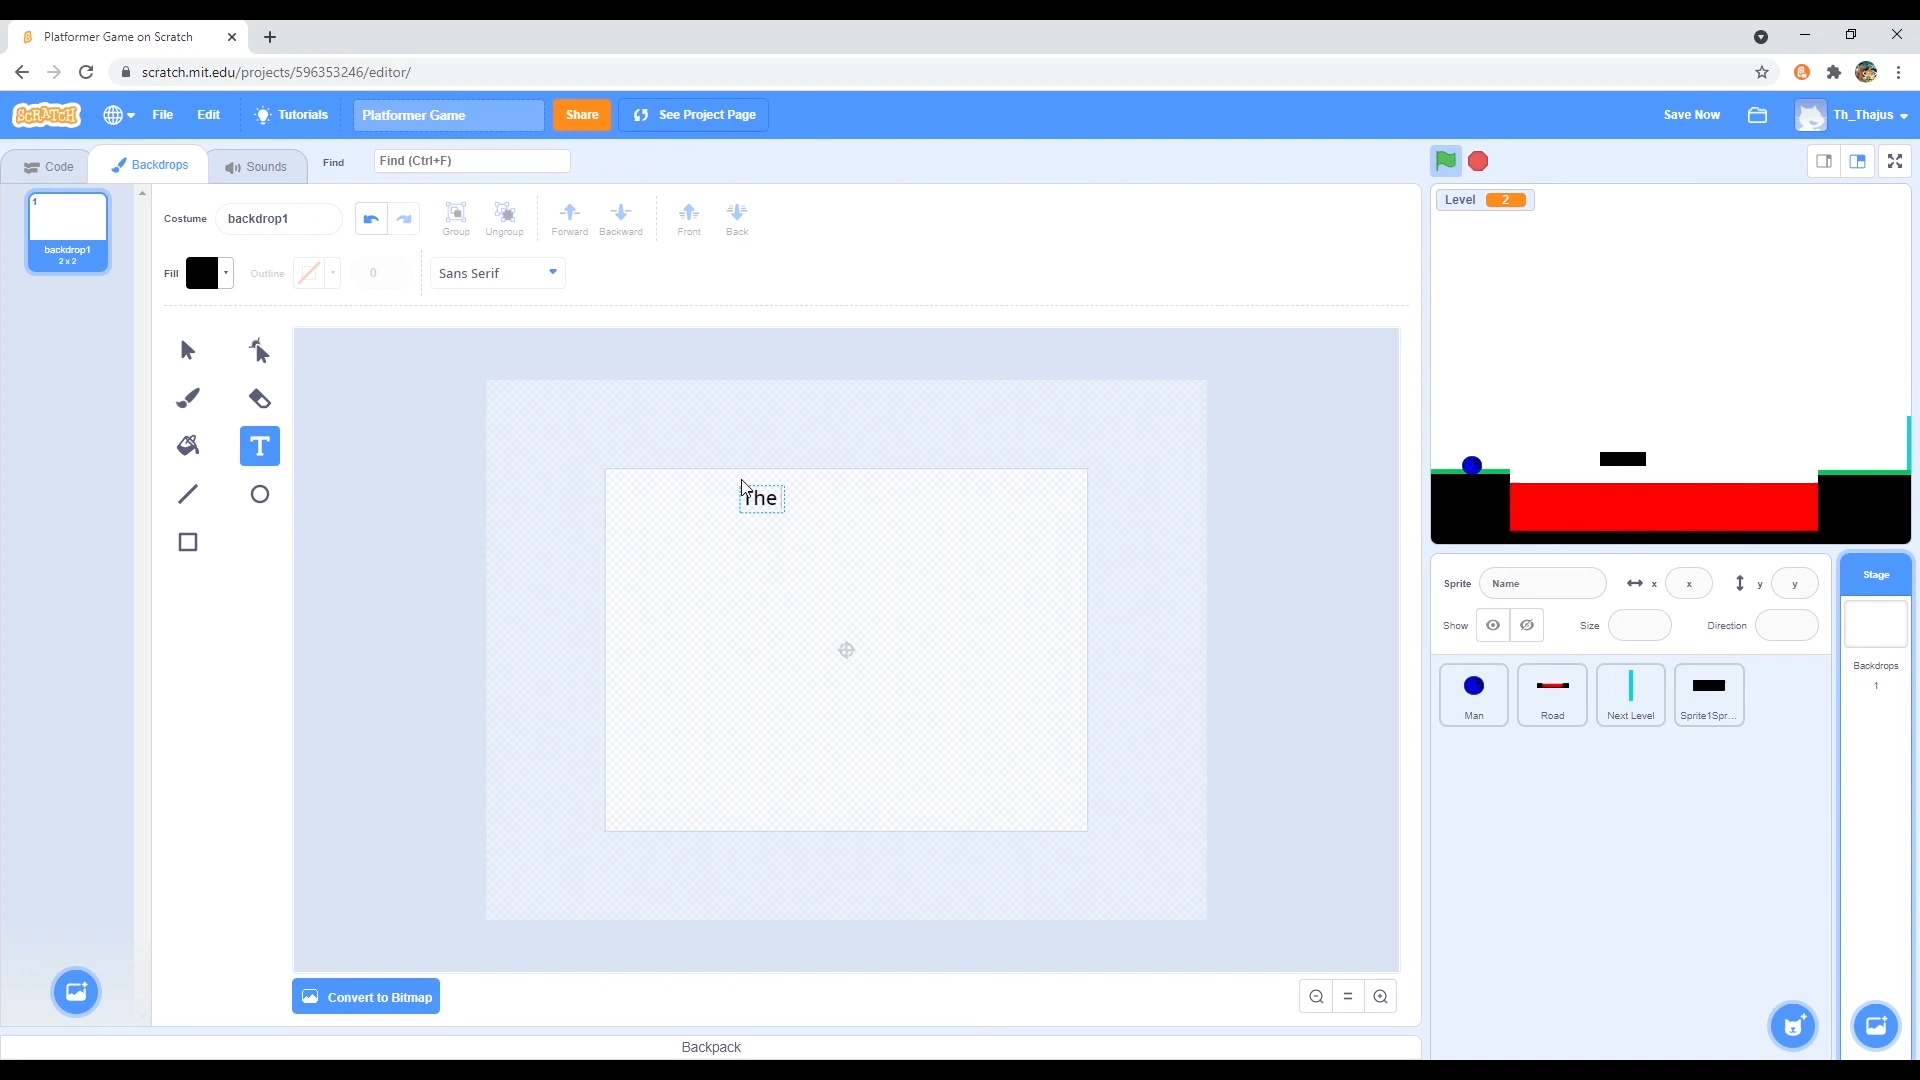 Platformer Game on Scratch
scratch.mit.edu/projects/596353246/editor/
SCRATCH File Edit Tutorials Platformer Game Share See Project Page Save Now Th_Thajus
Code Backdrops Sounds Find Find (Ctrl+F)
Level 2
1
backdrop1
2 x 2
Costume backdrop1 Group Ungroup Forward Backward Front Back
Fill Outline 0 Sans Serif
T
The
Convert to Bitmap
=
Sprite Name x x y y
Show Size Direction
Man Road Next Level Sprite1Spr...
Stage
Backdrops
1
Backpack